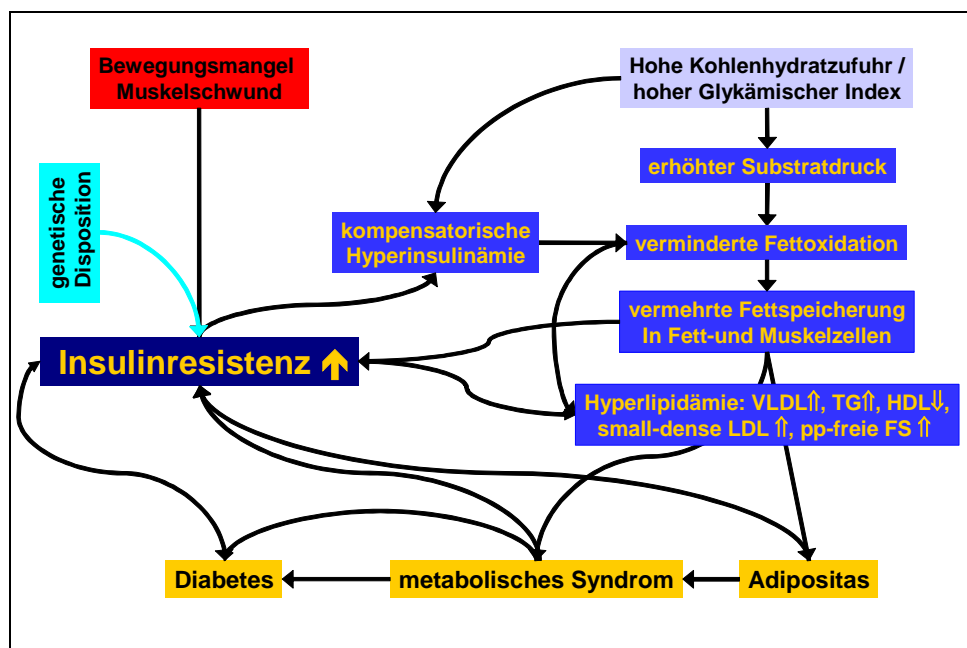 Bewegungsmangel
Muskelschwund
Hohe Kohlenhydratzufuhr /
hoher Glykämischer Index
genetische
Disposition
erhöhter Substratdruck
kompensatorische
Hyperinsulinämie
verminderte Fettoxidation
vermehrte Fettspeicherung
In Fett-und Muskelzellen
Insulinresistenz ↑
Hyperlipidämie: VLDL⇑, TG⇑, HDL⇓,
small-dense LDL ⇑, pp-freie FS ⇑
Diabetes
metabolisches Syndrom
Adipositas